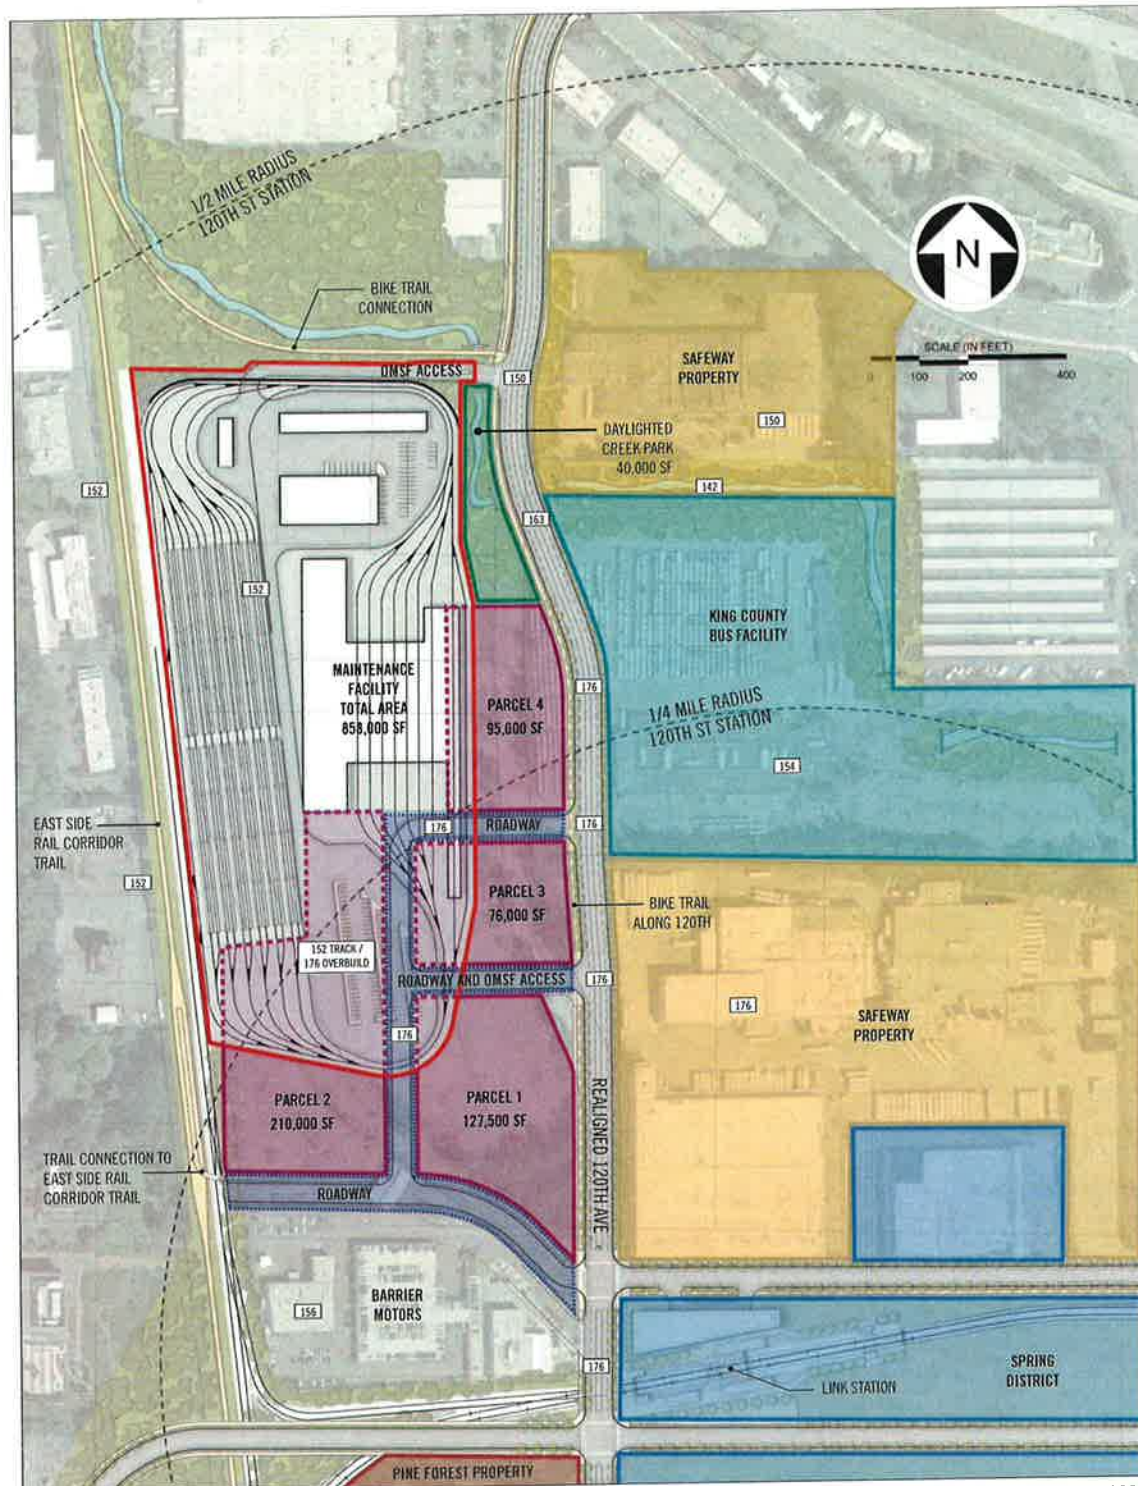 1/2 MILE RADIUS
120TH ST STATION
N
BIKE TRAIL
CONNECTION
SCALE (IN FEET)
0 100 200 400
OMSF ACCESS
150
SAFEWAY
PROPERTY
150
DAYLIGHTED
CREEK PARK
40,000 SF
142
152
163
152
KING COUNTY
BUS FACILITY
MAINTENANCE
FACILITY
TOTAL AREA
858,000 SF
PARCEL 4
95,000 SF
176
1/4 MILE RADIUS
120TH ST STATION
154
EAST SIDE
RAIL CORRIDOR
TRAIL
176
ROADWAY
176
152
PARCEL 3
76,000 SF
BIKE TRAIL
ALONG 120TH
152 TRACK /
176 OVERBUILD
ROADWAY AND OMSF ACCESS
176
176
SAFEWAY
PROPERTY
176
PARCEL 2
210,000 SF
PARCEL 1
127,500 SF
REALIGNED 120TH AVE
TRAIL CONNECTION TO
EAST SIDE RAIL
CORRIDOR TRAIL
ROADWAY
156
BARRIER
MOTORS
176
LINK STATION
SPRING
DISTRICT
PINE FOREST PROPERTY